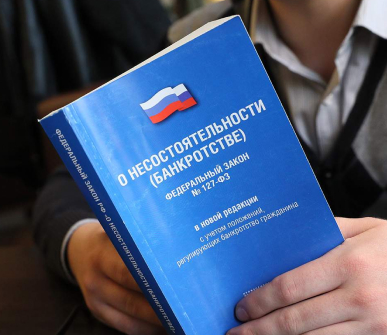 О НЕСОСТОЯТЕЛЬНОСТИ
(БАНКРОТСТВЕ)
ФЕДЕРАЛЬНЫЙ ЗАКОН
№ 127-ФЗ
в новой редакции
с учетом положений,
регулирующих банкротство гражданина
ФЕДЕРАЛЬНЫЙ ЗАКОН РФ «О НЕСОСТОЯТЕЛЬНОСТИ (БАНКРОТСТВЕ)»